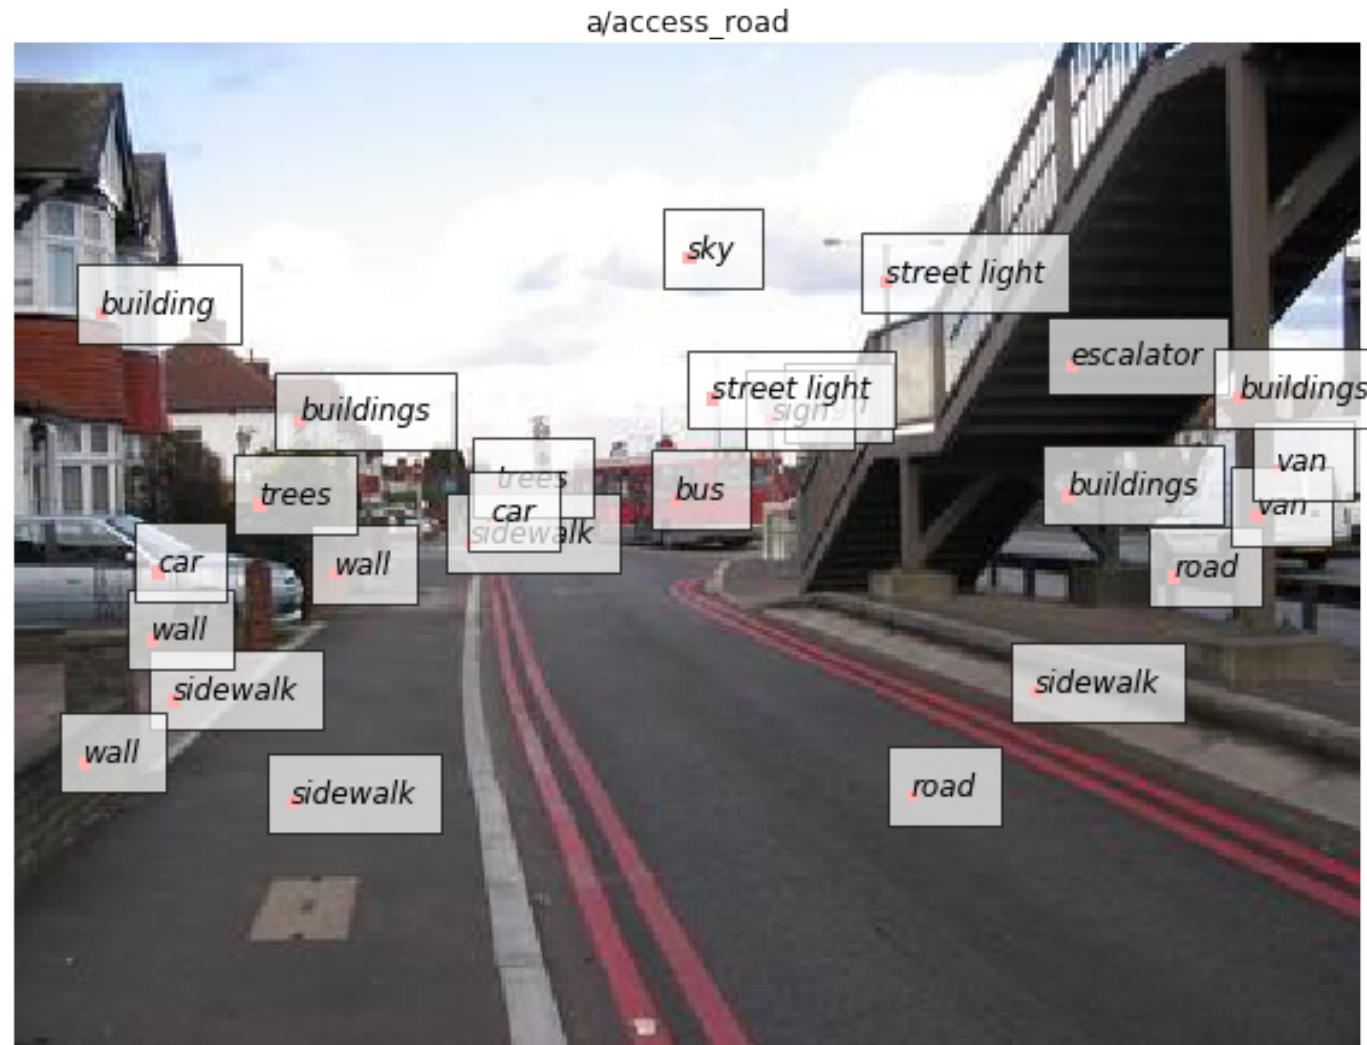 a/access_road
sky
street light
building
escalator
buildings
street light
sign
buildings
trees
buildings
van
trees
bus
van
car
sidewalk
car
wall
road
wall
sidewalk
sidewalk
wall
sidewalk
road